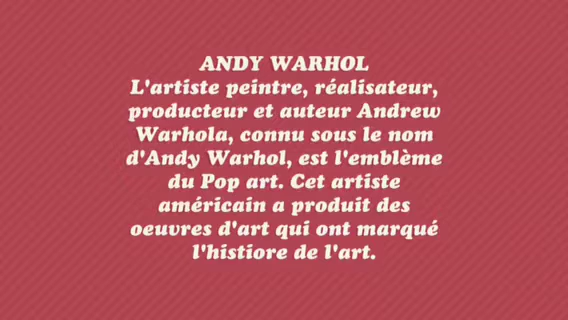 ANDY WARHOL
L'artiste peintre, réalisateur,
producteur et auteur Andrew
Warhola, connu sous le nom
d'Andy Warhol, est l'emblème
du Pop art. Cet artiste
américain a produit des
oeuvres d'art qui ont marqué
l'histiore de l'art.